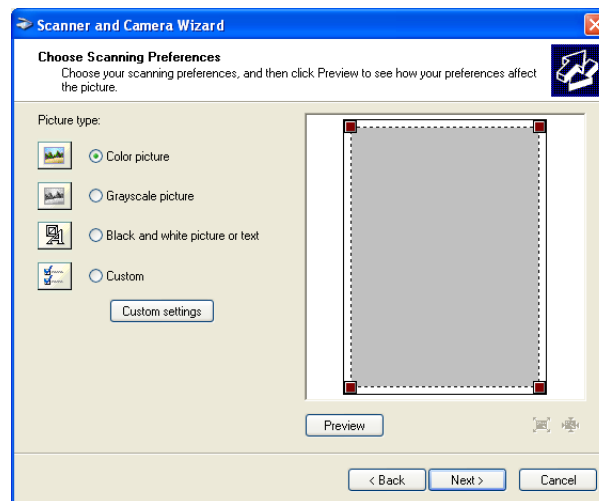 Scanner and Camera Wizard
Choose Scanning Preferences
Choose your scanning preferences, and then click Preview to see how your preferences affect
the picture.
Picture type:
Color picture
Grayscale picture
Black and white picture or text
Custom
Custom settings
Preview
< Back
Next >
Cancel